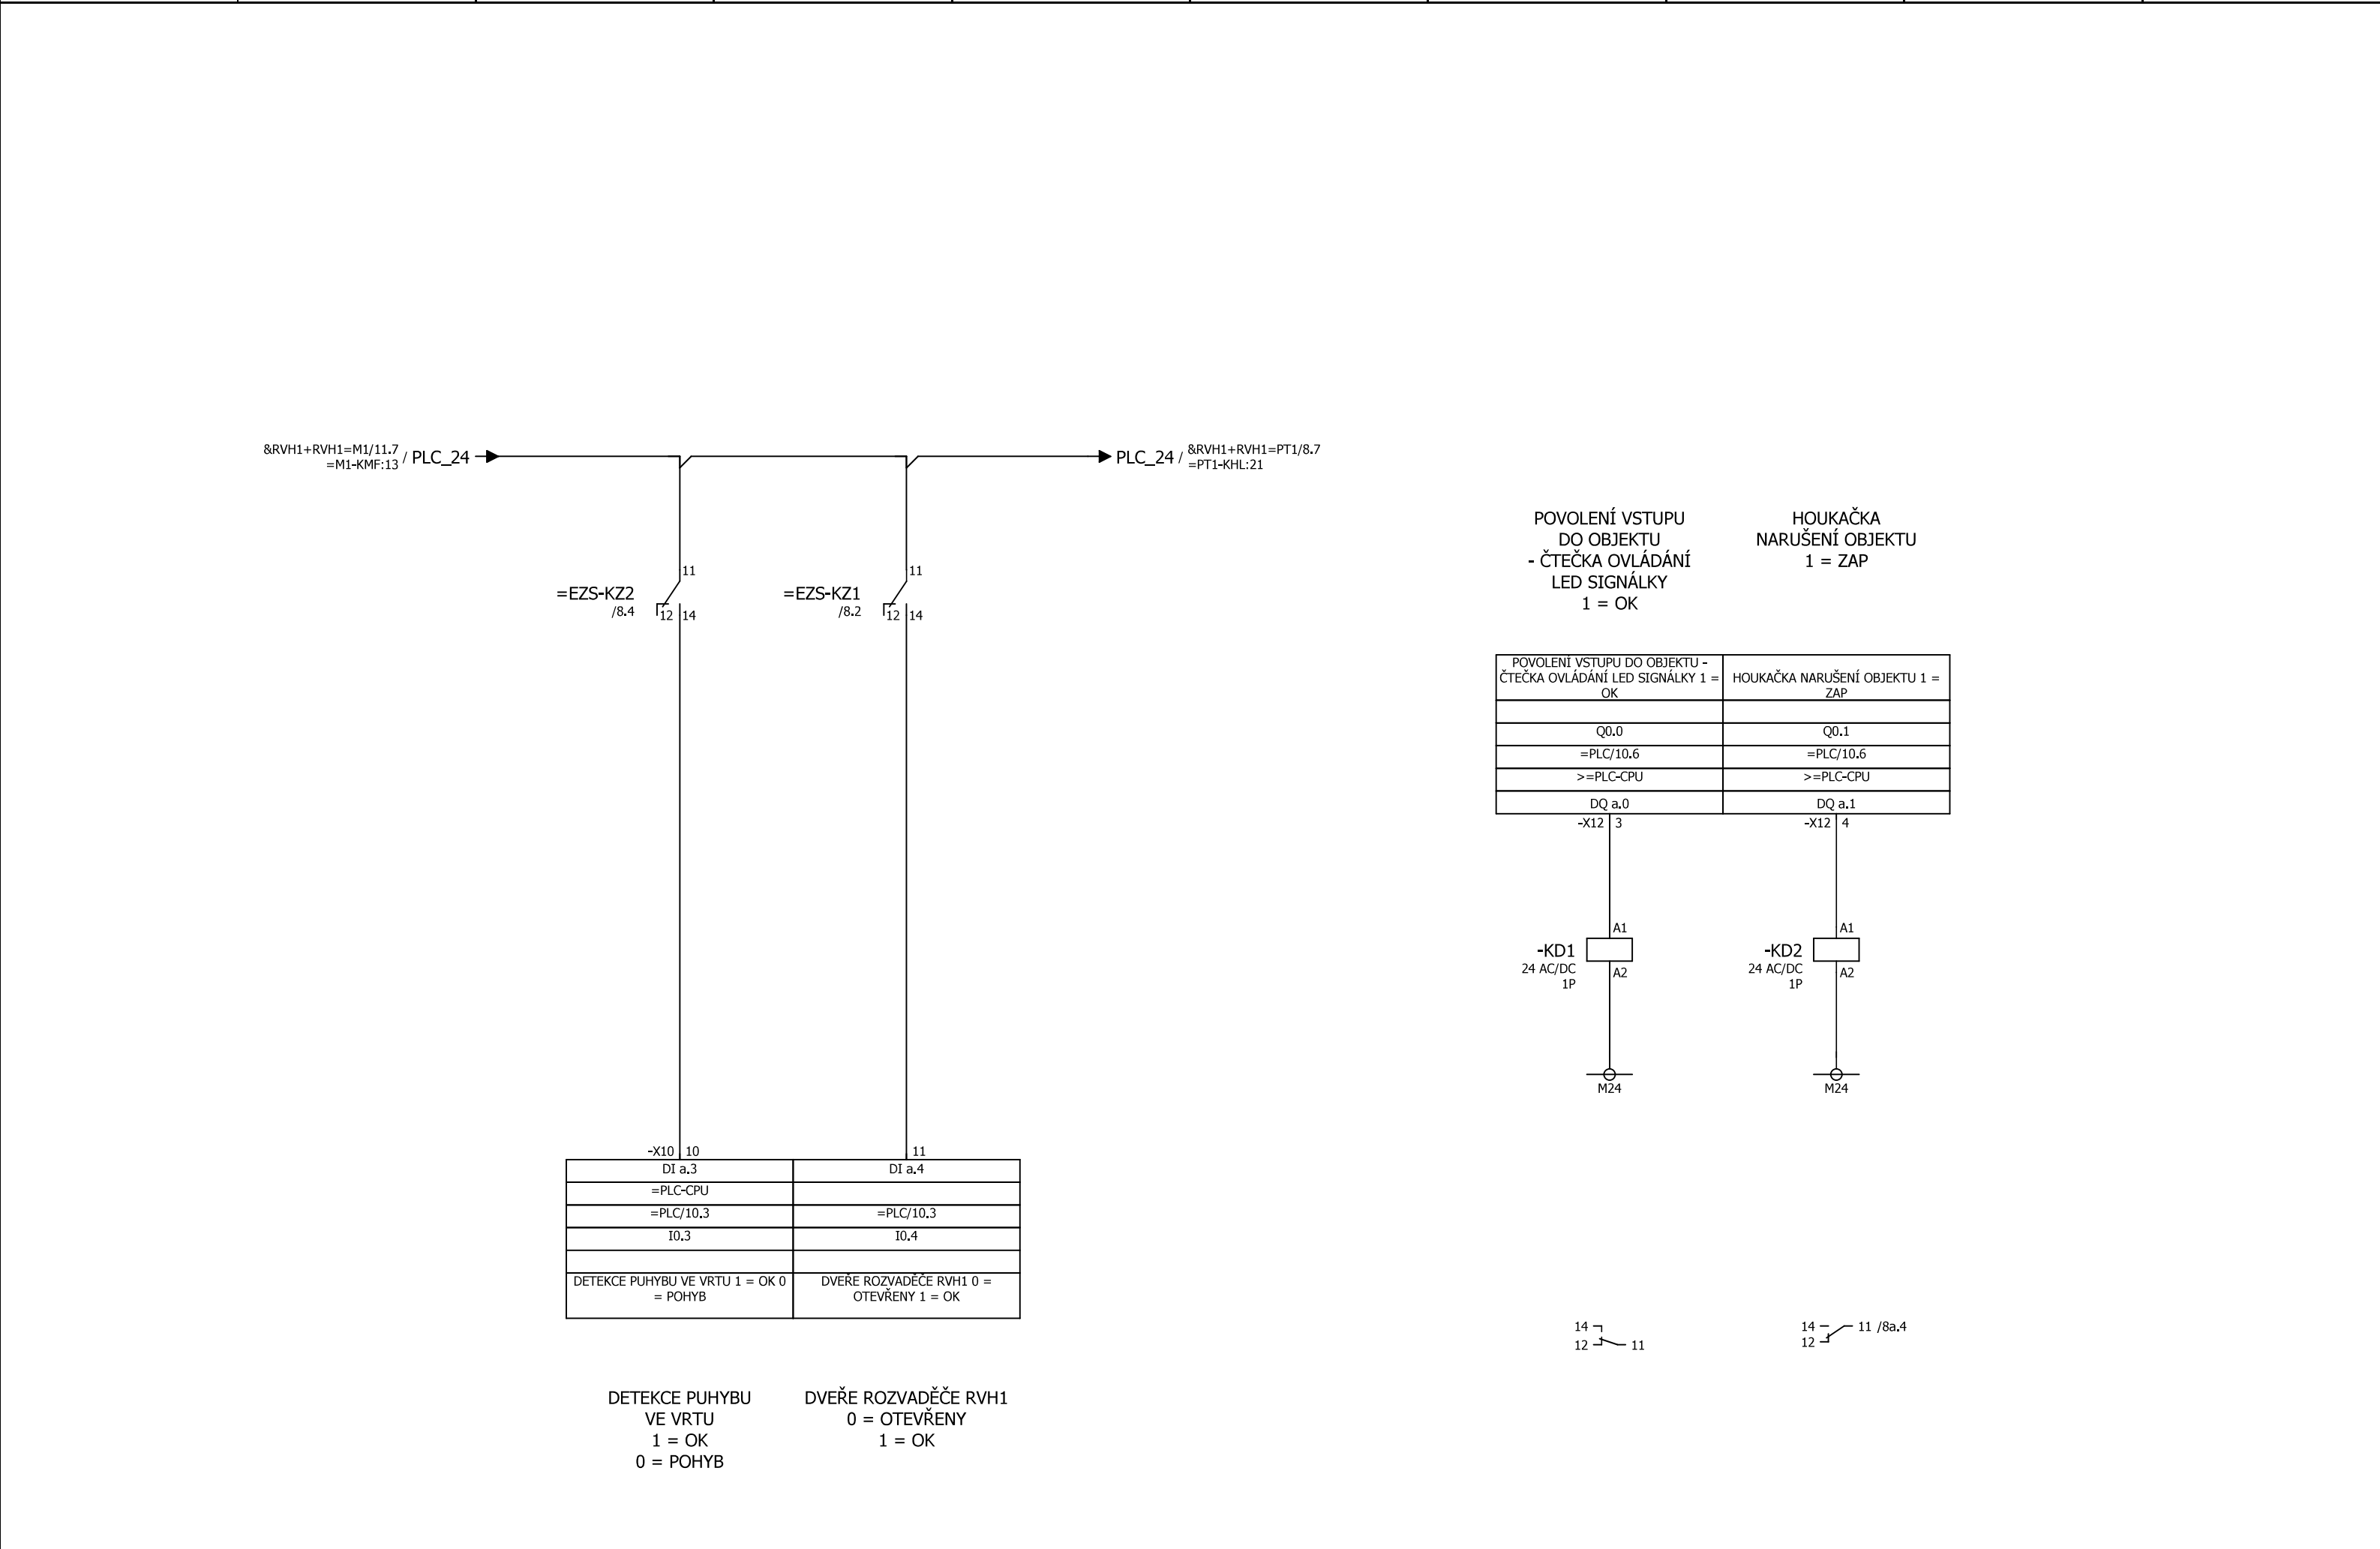 &RVH1+RVH1=M1/11.7
=M1-KMF:13
/ PLC_24
PLC_24 /
&RVH1+RVH1=PT1/8.7
=PT1-KHL:21
11
=EZS-KZ2
/8.4
12
14
11
=EZS-KZ1
/8.2
12
14
-X10
10
11
DI a.3
DI a.4
=PLC-CPU
=PLC/10.3
=PLC/10.3
I0.3
I0.4
DETEKCE PUHYBU VE VRTU 1 = OK 0
= POHYB
DVEŘE ROZVADĚČE RVH1 0 =
OTEVŘENY 1 = OK
DETEKCE PUHYBU
VE VRTU
1 = OK
0 = POHYB
DVEŘE ROZVADĚČE RVH1
0 = OTEVŘENY
1 = OK
POVOLENÍ VSTUPU
DO OBJEKTU
- ČTEČKA OVLÁDÁNÍ
LED SIGNÁLKY
1 = OK
HOUKAČKA
NARUŠENÍ OBJEKTU
1 = ZAP
POVOLENÍ VSTUPU DO OBJEKTU -
ČTEČKA OVLÁDÁNÍ LED SIGNÁLKY 1 =
OK
HOUKAČKA NARUŠENÍ OBJEKTU 1 =
ZAP
Q0.0
Q0.1
=PLC/10.6
=PLC/10.6
>=PLC-CPU
>=PLC-CPU
DQ a.0
DQ a.1
-X12
3
-X12
4
A1
-KD1
24 AC/DC
A2
1P
M24
A1
-KD2
24 AC/DC
A2
1P
M24
14
12
11
14
11 /8a.4
12